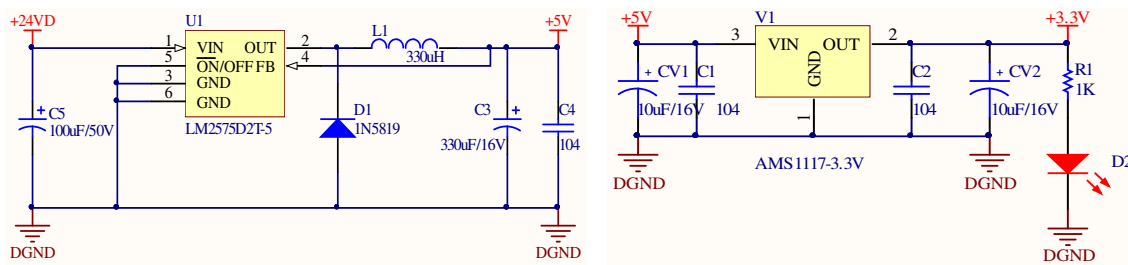 +24VD
U1
+5V
1
VIN
OUT
2
L1
330uH
5
ON/OFF
FB
4
3
GND
6
GND
LM2575D2T-5
C5
100uF/50V
D1
1N5819
C3
330uF/16V
C4
104
DGND
DGND
+5V
V1
+3.3V
3
VIN
OUT
2
GND
1
CV1
10uF/16V
C1
104
C2
104
CV2
10uF/16V
R1
1K
AMS1117-3.3V
D2
DGND
DGND
DGND